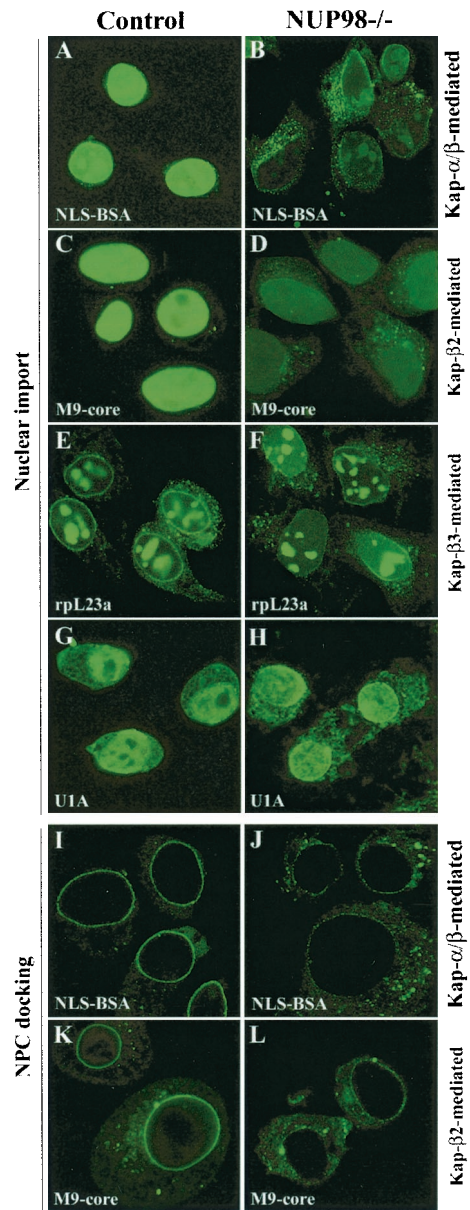 Control NUP98-/-
A B
NLS-BSA NLS-BSA
Kap-α/β-mediated
C D
M9-core M9-core
Kap-β2-mediated
E F
rpL23a rpL23a
Kap-β3-mediated
G H
U1A U1A
Nuclear import
I J
NLS-BSA NLS-BSA
Kap-α/β-mediated
K L
M9-core M9-core
Kap-β2-mediated
NPC docking